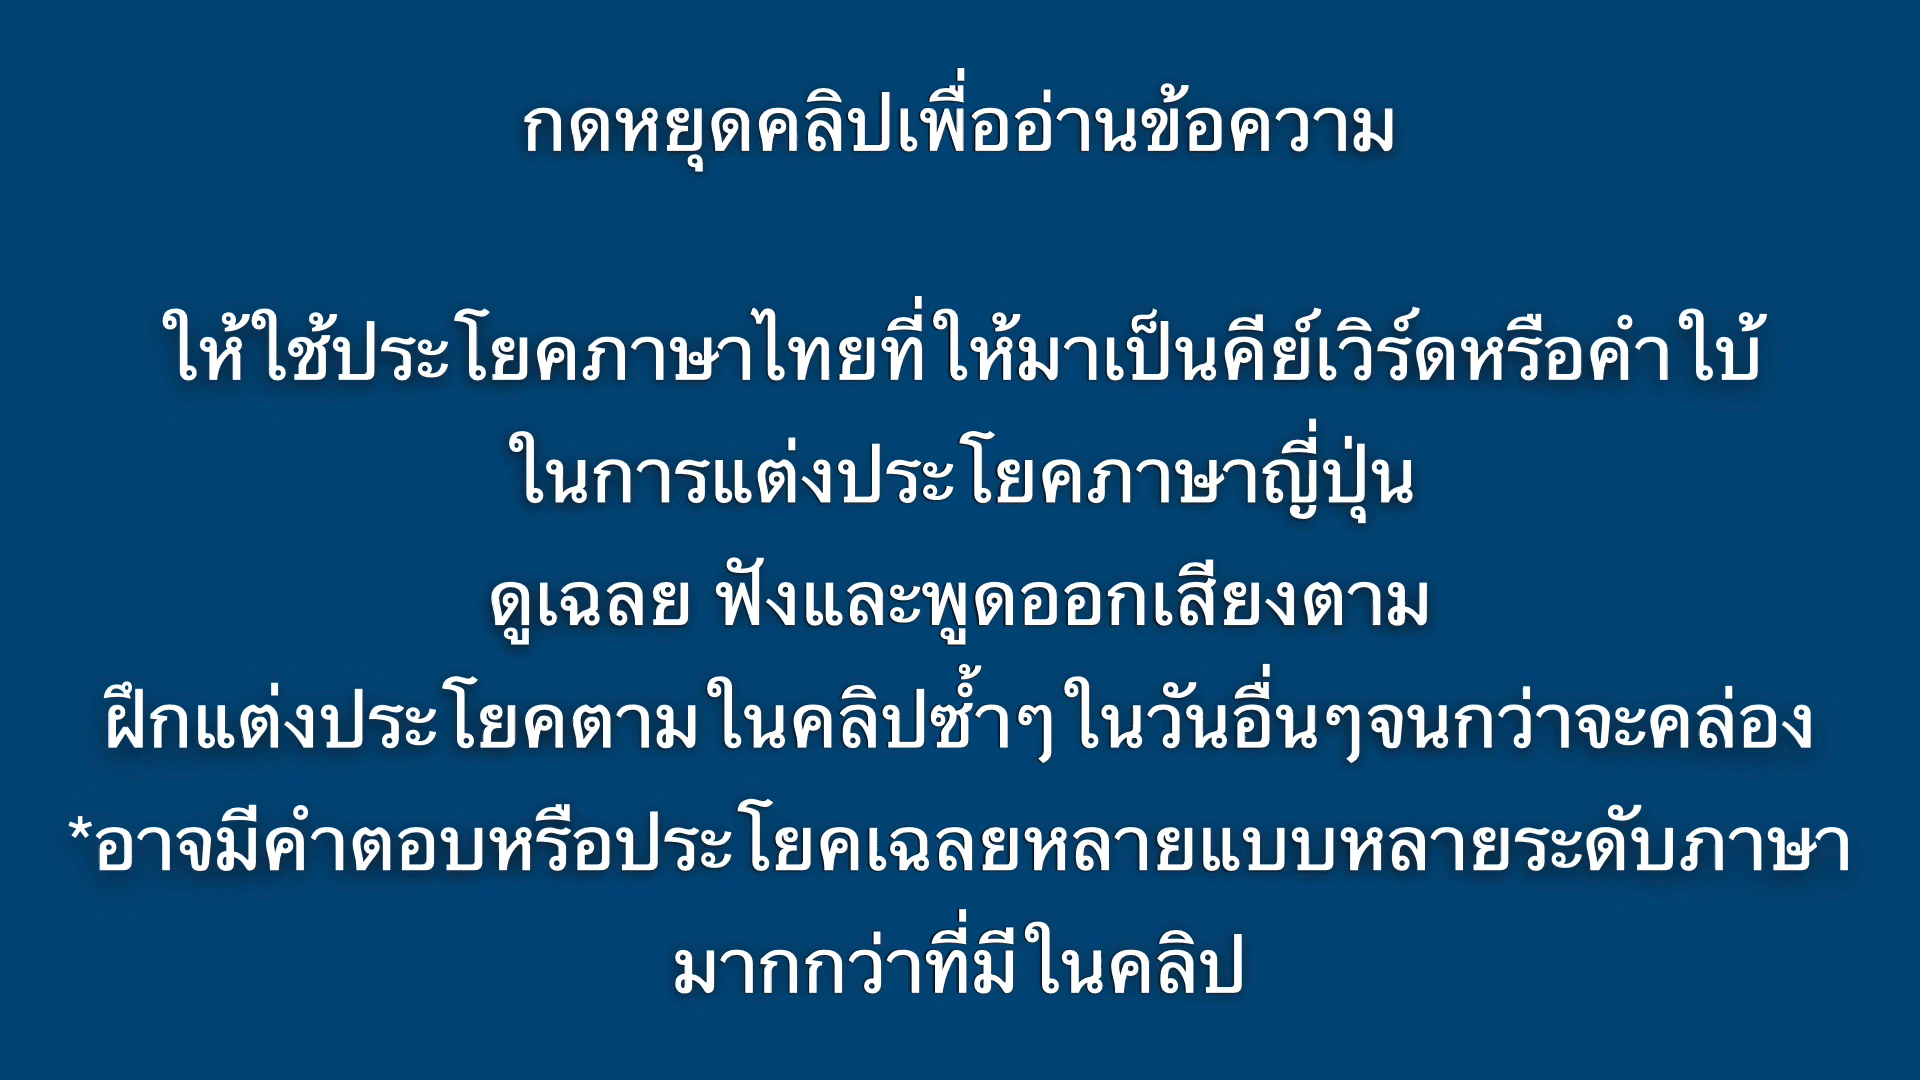 กดหยุดคลิปเพื่ออ่านข้อความ
ให้ใช้ประโยคภาษาไทยที่ให้มาเป็นคีย์เวิร์ดหรือคำใบ้
ในการแต่งประโยคภาษาญี่ปุ่น
ดูเฉลย ฟังและพูดออกเสียงตาม
ฝึกแต่งประโยคตามในคลิปซ้ำๆในวันอื่นๆจนกว่าจะคล่อง
*อาจมีคำตอบหรือประโยคเฉลยหลายแบบหลายระดับภาษา
มากกว่าที่มีในคลิป